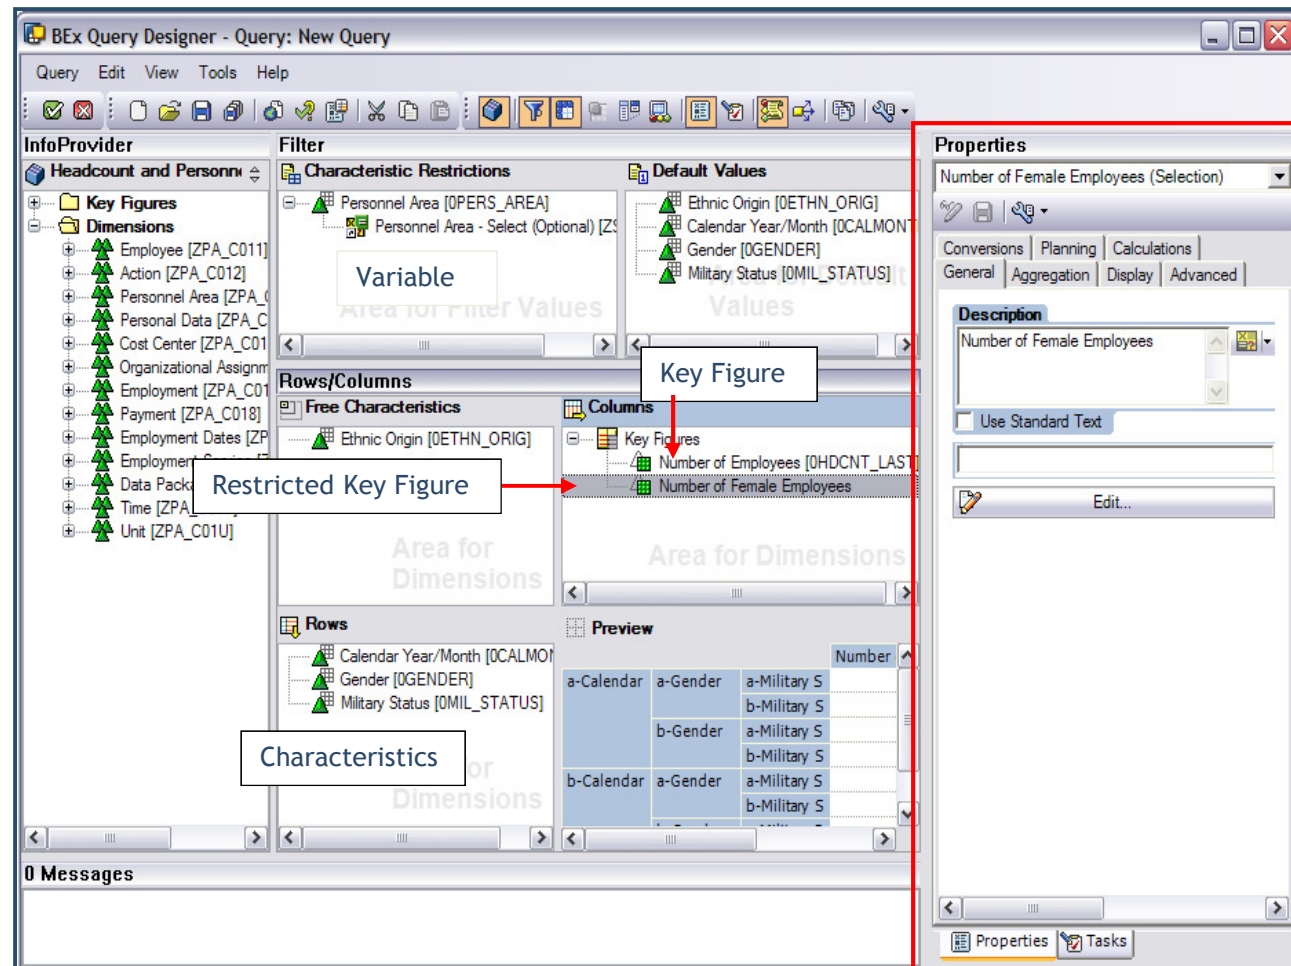 BEx Query Designer - Query: New Query
Query Edit View Tools Help
InfoProvider
Headcount and Personn
Key Figures
Dimensions
Employee [ZPA_C011]
Action [ZPA_C012]
Personnel Area [ZPA_
Personal Data [ZPA_C
Cost Center [ZPA_C01
Organizational Assignm
Employment [ZPA_C01
Payment [ZPA_C018]
Employment Dates [ZP
Employment
Data Packa
Time [ZPA_
Unit [ZPA_C01U]
Filter
Characteristic Restrictions
Personnel Area [0PERS_AREA]
Personnel Area - Select (Optional) [ZS
Variable
Area for Filter Values
Default Values
Ethnic Origin [0ETHN_ORIG]
Calendar Year/Month [0CALMONT
Gender [0GENDER]
Military Status [0MIL_STATUS]
Area for Default
Values
Rows/Columns
Key Figure
Free Characteristics
Ethnic Origin [0ETHN_ORIG]
Restricted Key Figure
Area for
Dimensions
Columns
Key Figures
Number of Employees [0HDCNT_LAST]
Number of Female Employees
Area for Dimensions
Rows
Calendar Year/Month [0CALMON
Gender [0GENDER]
Military Status [0MIL_STATUS]
Characteristics
or
Dimensions
Preview
Number
a-Calendar a-Gender a-Military S
b-Military S
b-Gender a-Military S
b-Military S
b-Calendar a-Gender a-Military S
b-Military S
0 Messages
Properties
Number of Female Employees (Selection)
Conversions Planning Calculations
General Aggregation Display Advanced
Description
Number of Female Employees
Use Standard Text
Edit...
Properties Tasks